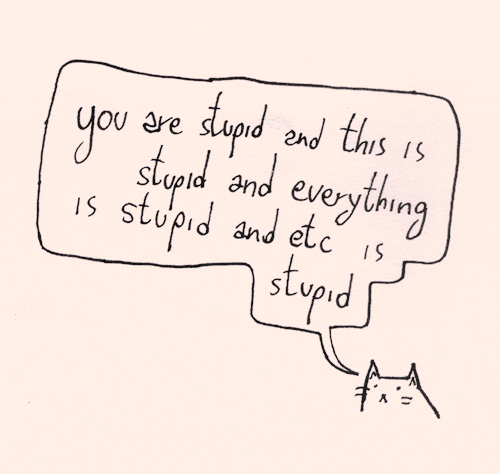 you are stupid and this is
stupid and everything
is stupid and etc is
stupid